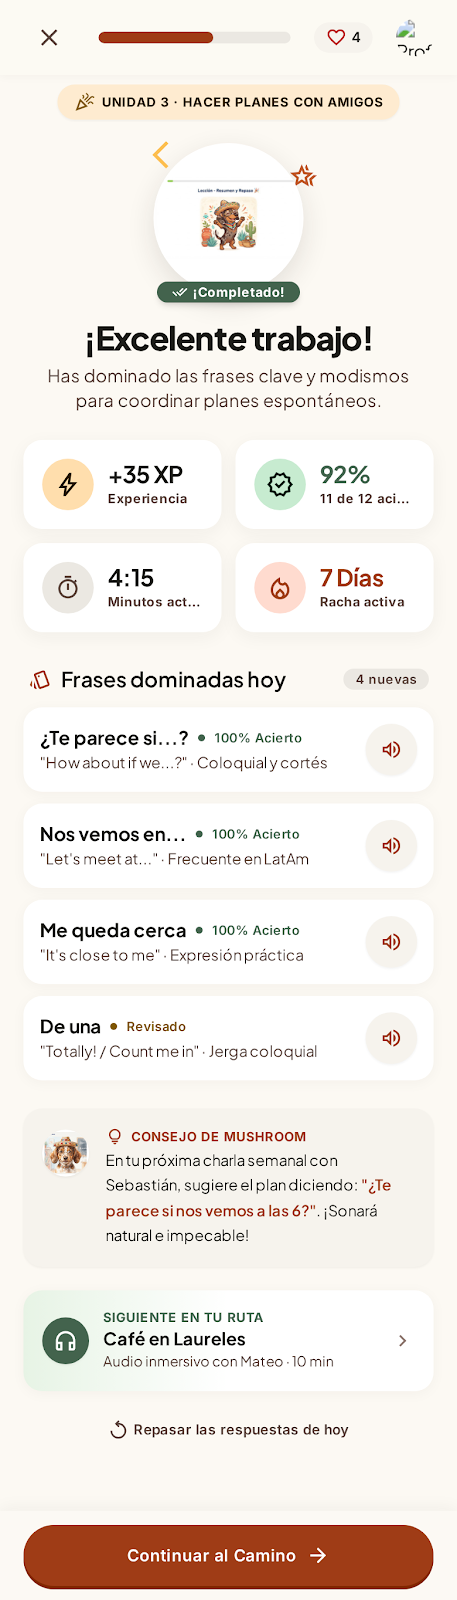 4
Prof
UNIDAD 3 · HACER PLANES CON AMIGOS
Lección - Resumen y Repaso
¡Completado!
¡Excelente trabajo!
Has dominado las frases clave y modismos
para coordinar planes espontáneos.
+35 XP
Experiencia
92%
11 de 12 aci...
4:15
Minutos act...
7 Días
Racha activa
Frases dominadas hoy
4 nuevas
¿Te parece si...? • 100% Acierto
"How about if we...?" · Coloquial y cortés
Nos vemos en... • 100% Acierto
"Let's meet at..." · Frecuente en LatAm
Me queda cerca • 100% Acierto
"It's close to me" · Expresión práctica
De una • Revisado
"Totally! / Count me in" · Jerga coloquial
CONSEJO DE MUSHROOM
En tu próxima charla semanal con
Sebastián, sugiere el plan diciendo: "¿Te
parece si nos vemos a las 6?". ¡Sonará
natural e impecable!
SIGUIENTE EN TU RUTA
Café en Laureles
Audio inmersivo con Mateo · 10 min
Repasar las respuestas de hoy
Continuar al Camino